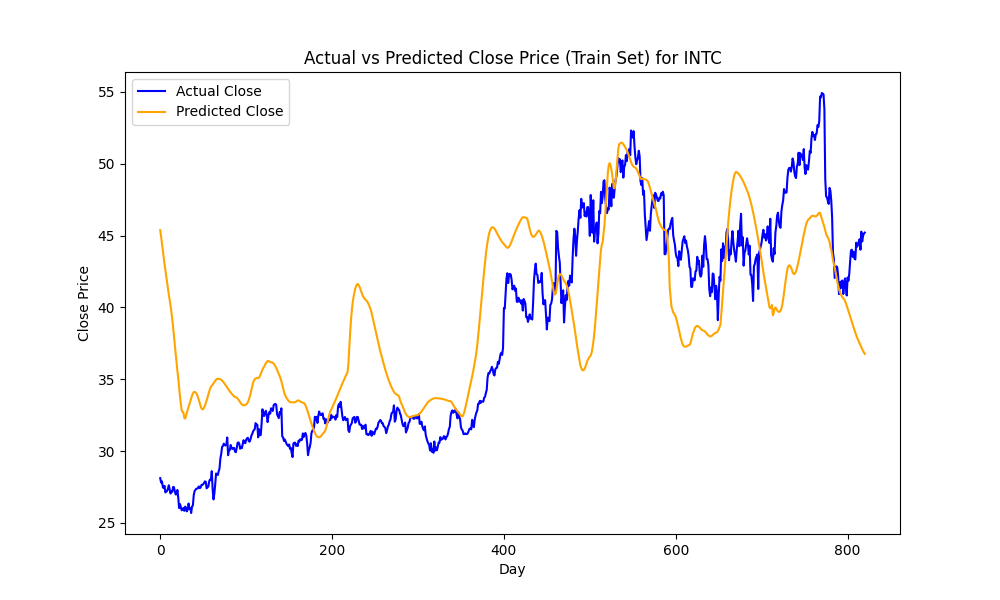 Actual vs Predicted Close Price (Train Set) for INTC
Actual Close
Predicted Close
Close Price
55
50
45
40
35
30
25
0 200 400 600 800
Day